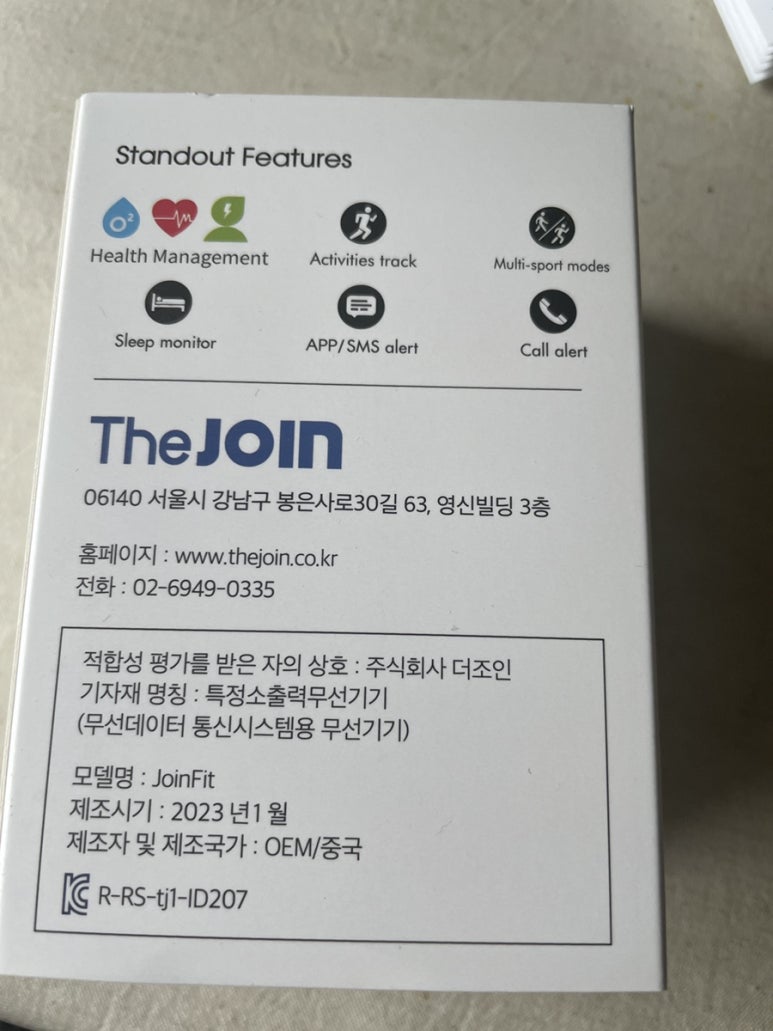 Standout Features
O2
Health Management
Activities track
Multi-sport modes
Sleep monitor
APP/SMS alert
Call alert
TheJOIN
06140 서울시 강남구 봉은사로30길 63, 영신빌딩 3층
홈페이지 : www.thejoin.co.kr
전화 : 02-6949-0335
적합성 평가를 받은 자의 상호 : 주식회사 더조인
기자재 명칭 : 특정소출력무선기기
(무선데이터 통신시스템용 무선기기)
모델명 : JoinFit
제조시기 : 2023 년1 월
제조자 및 제조국가 : OEM/중국
KC R-RS-tj1-ID207